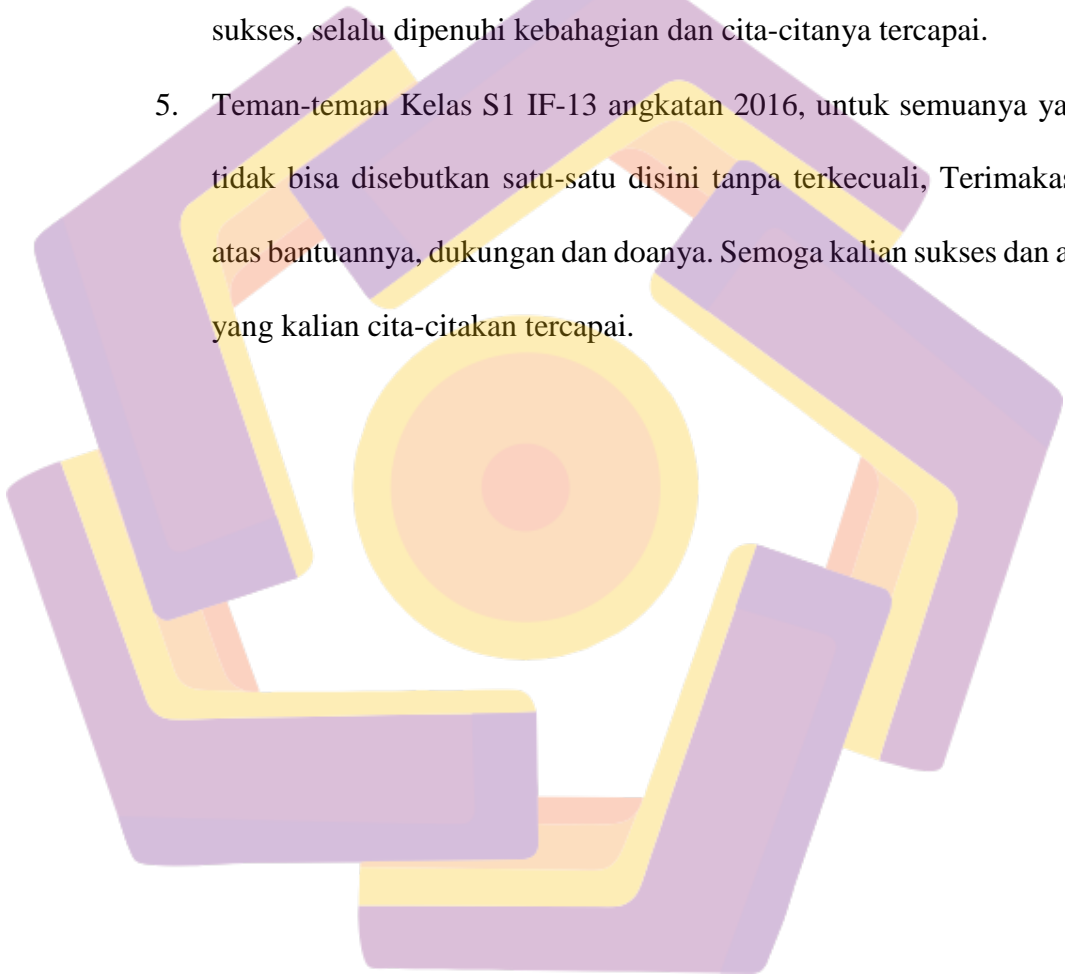 sukses, selalu dipenuhi kebahagian dan cita-citanya tercapai.
5. Teman-teman Kelas S1 IF-13 angkatan 2016, untuk semuanya ya
tidak bisa disebutkan satu-satu disini tanpa terkecuali, Terimakas
atas bantuannya, dukungan dan doanya. Semoga kalian sukses dan a
yang kalian cita-citakan tercapai.